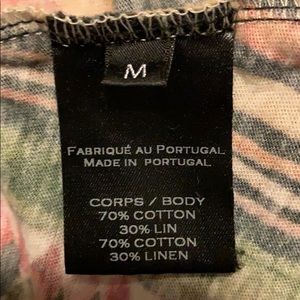 M
FABRIQUÉ AU PORTUGAL
MADE IN PORTUGAL
CORPS / BODY
70% COTTON
30% LIN
70% COTTON
30% LINEN